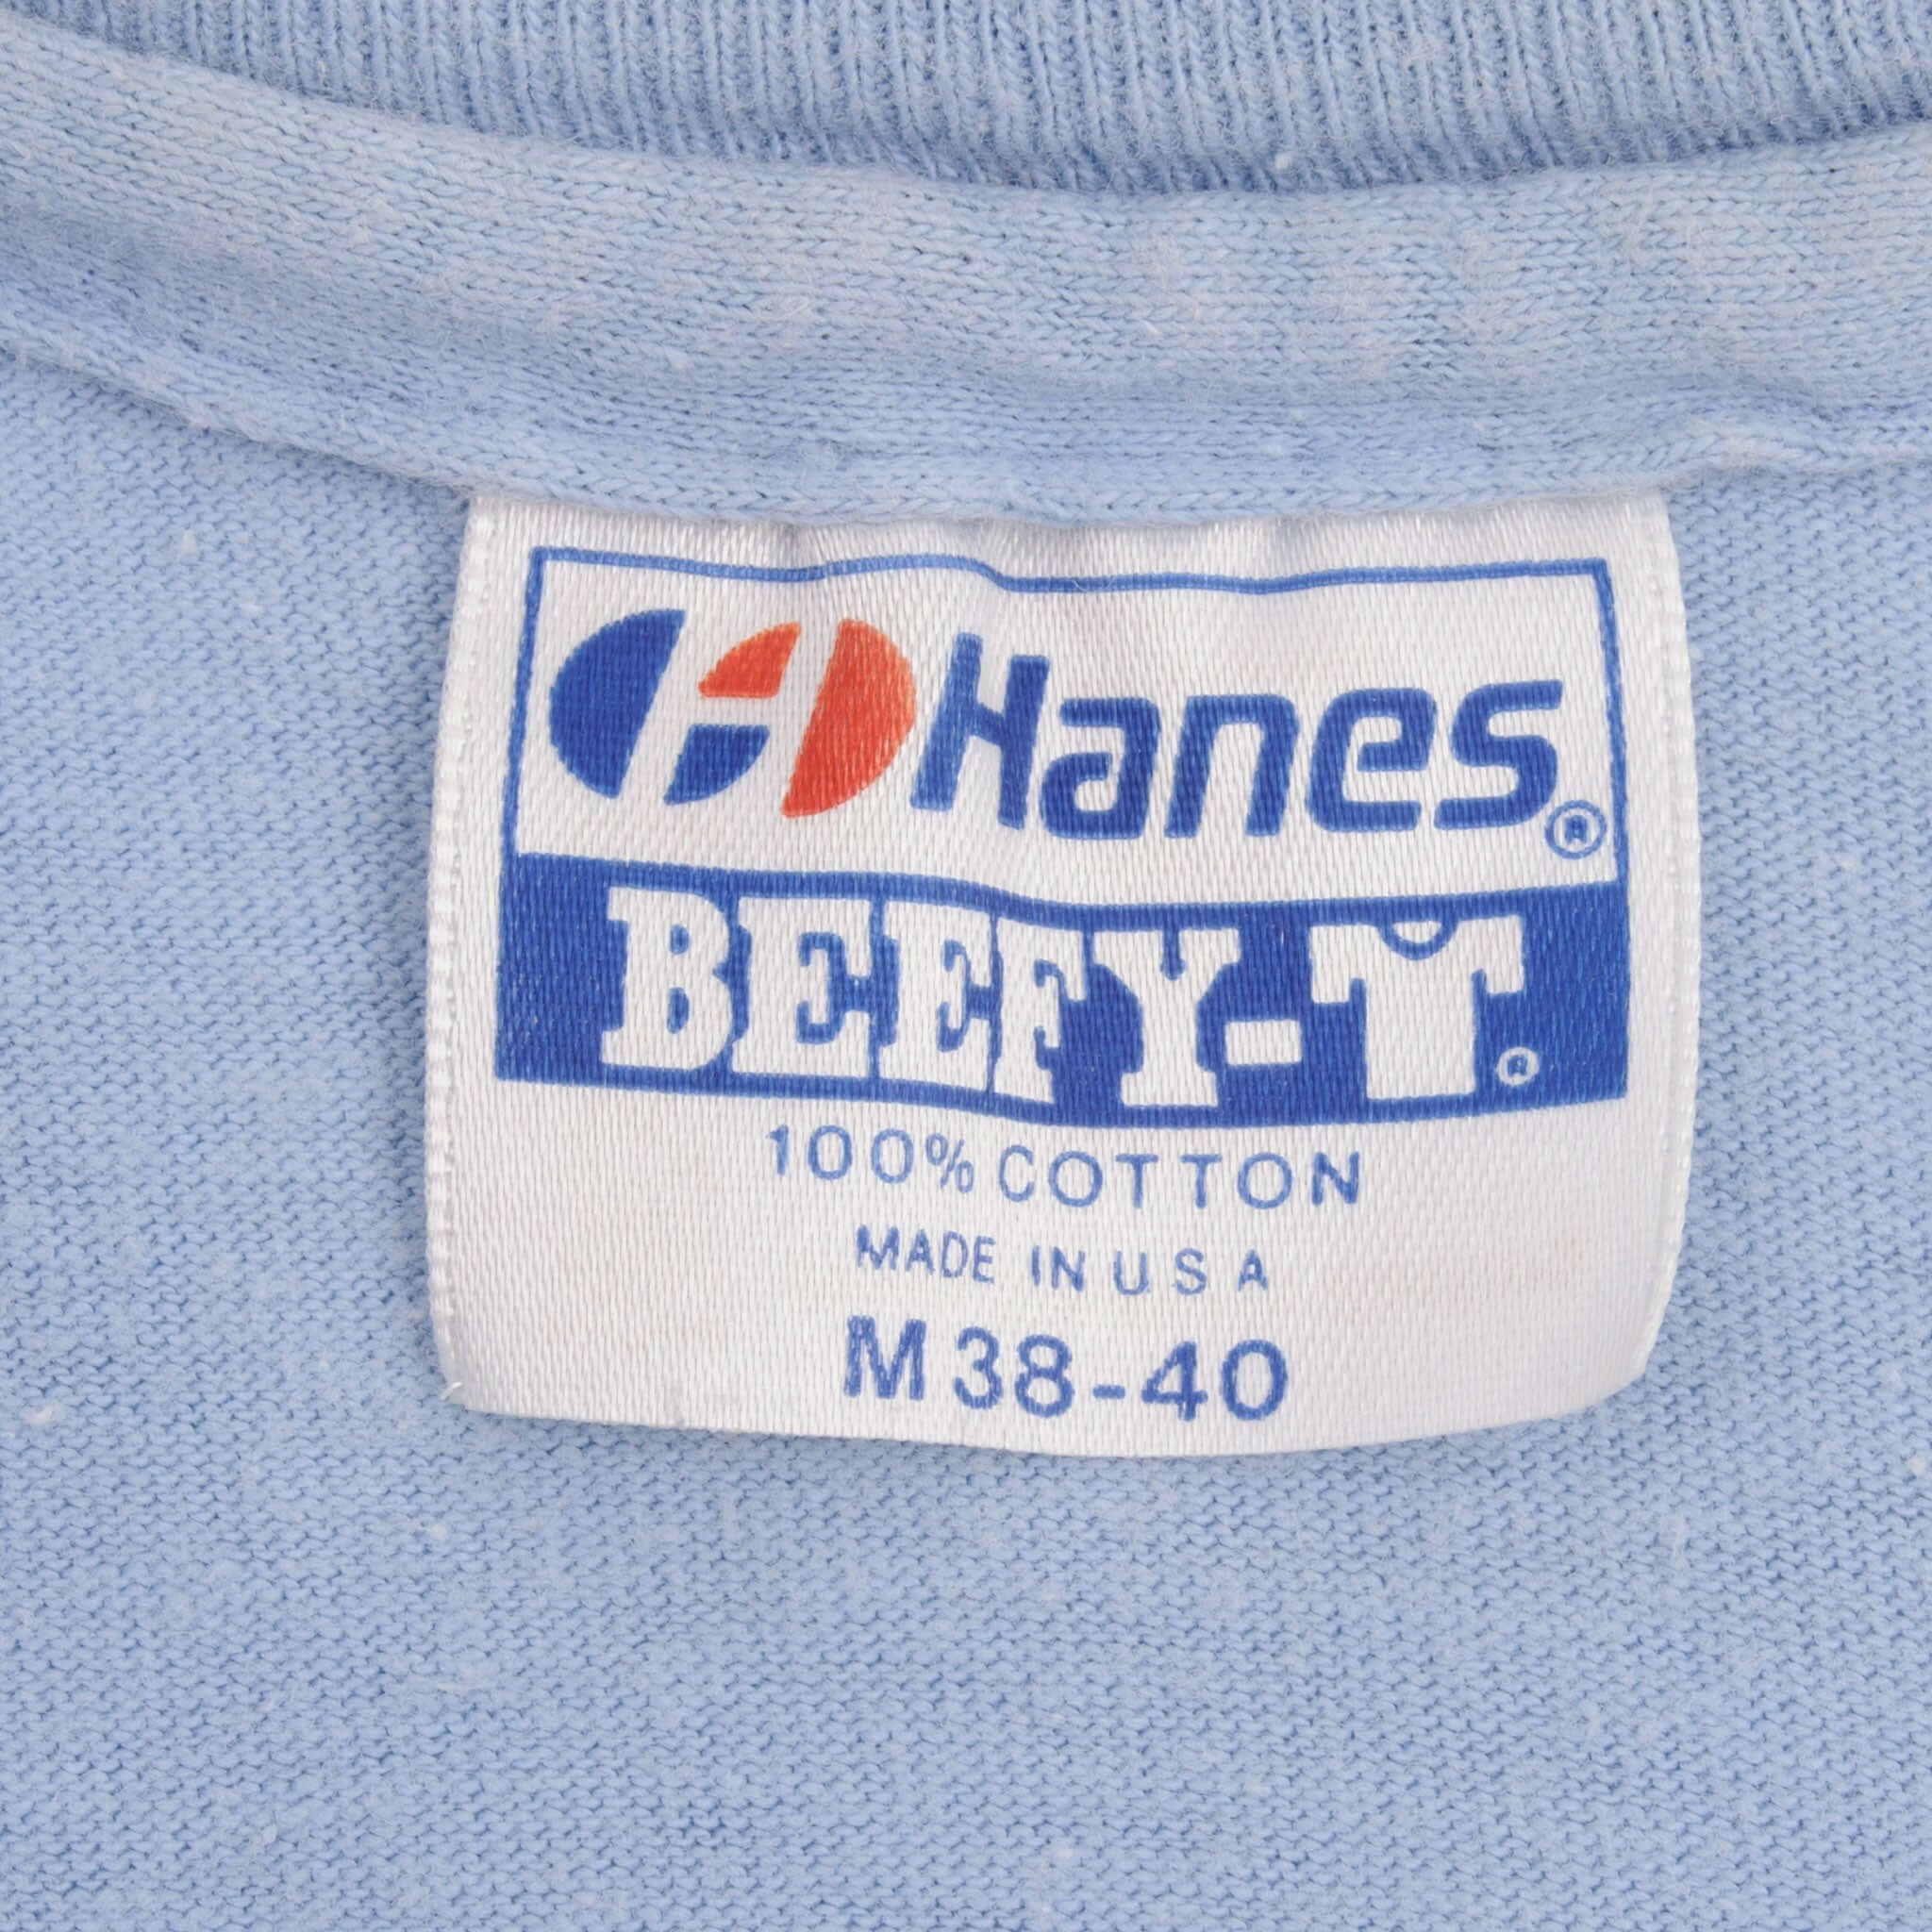 Hanes®
BEEFY-T®
100% COTTON
MADE IN U S A
M 38-40